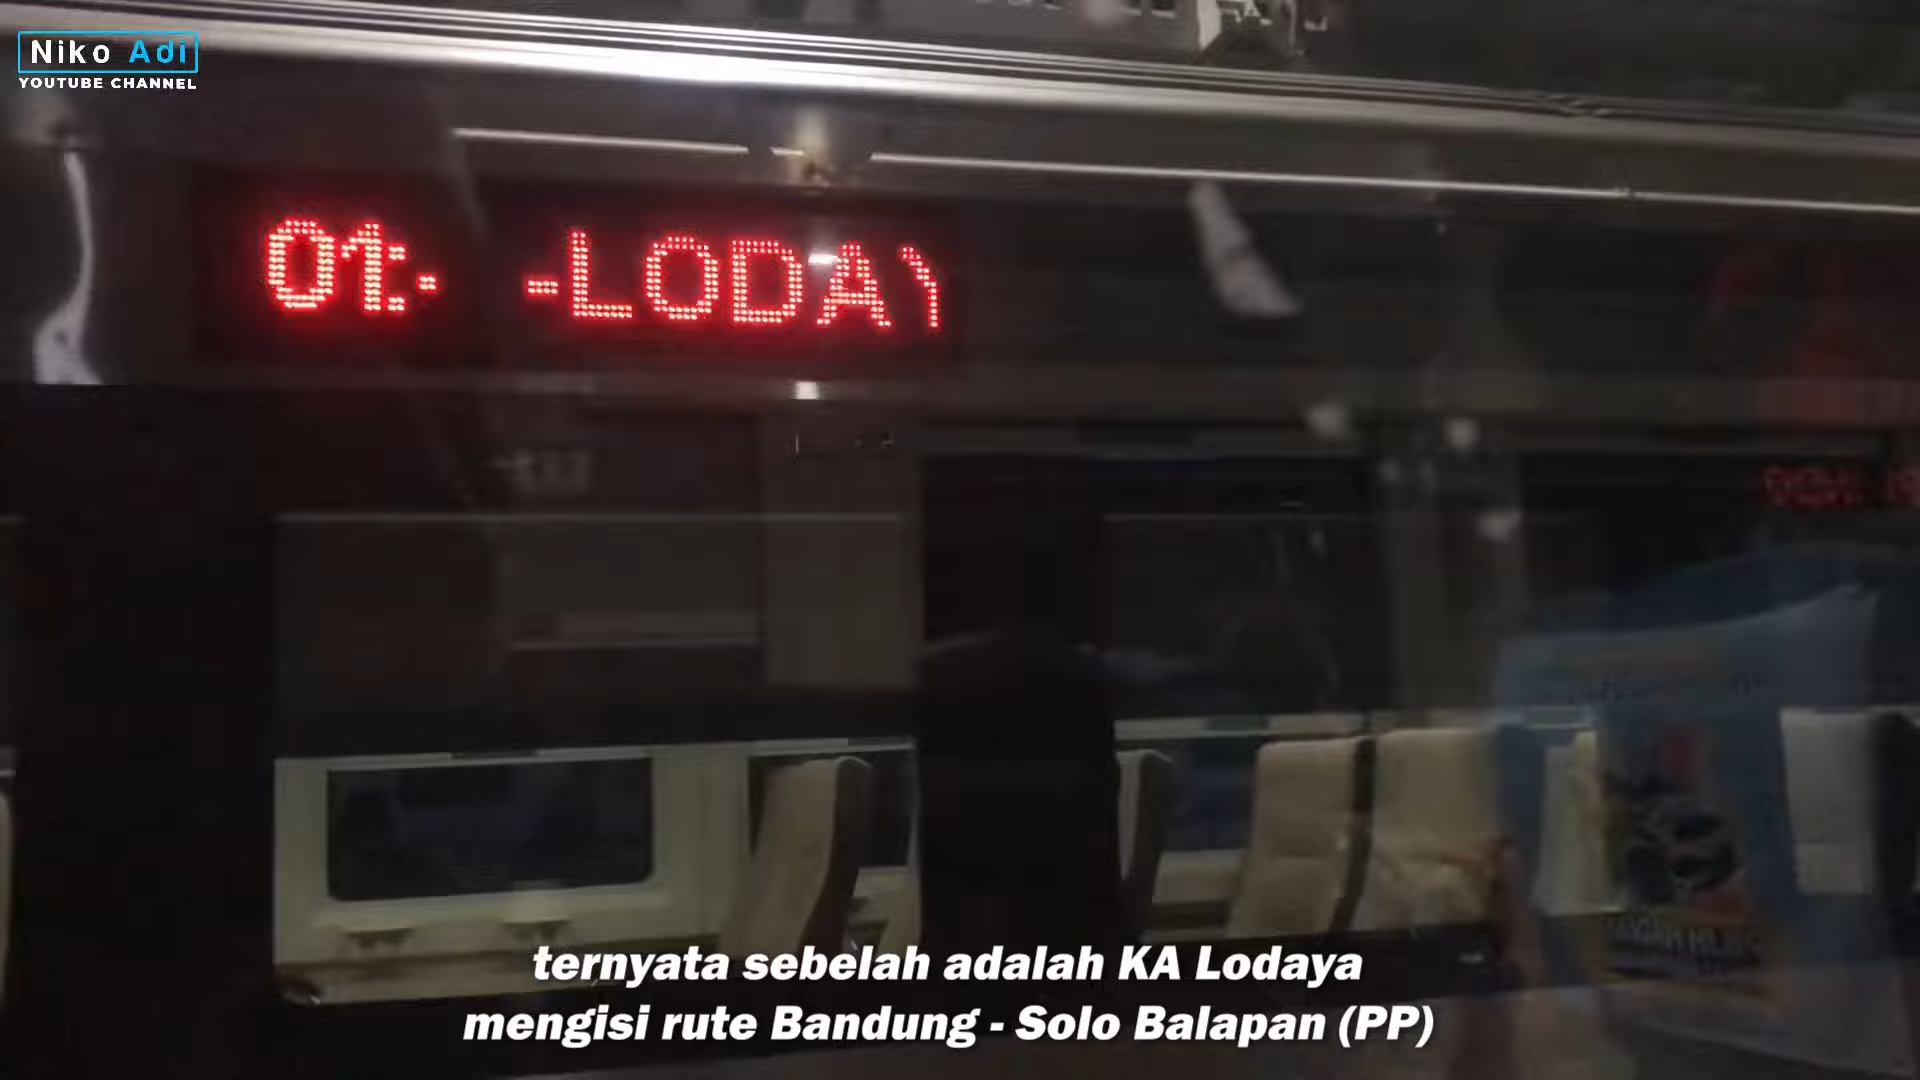 Niko Adi
YOUTUBE CHANNEL
01: -LODAY
ternyata sebelah adalah KA Lodaya
mengisi rute Bandung - Solo Balapan (PP)